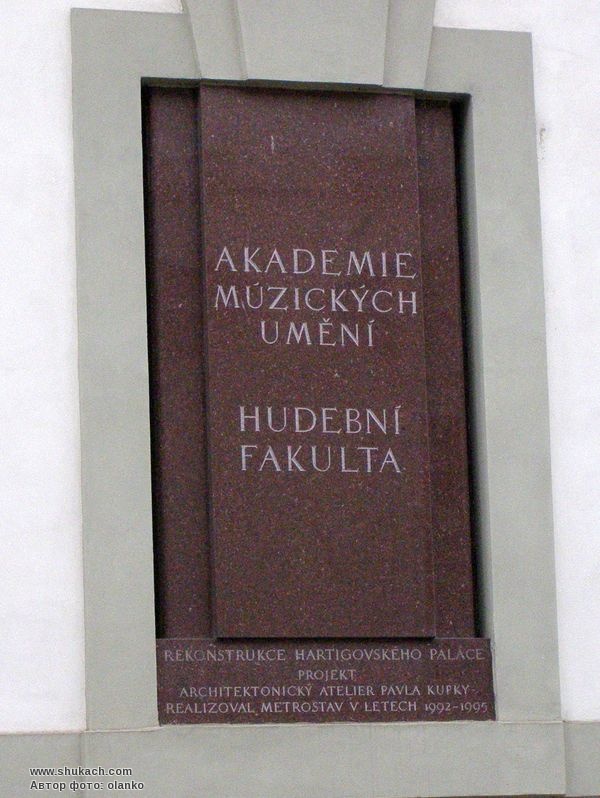 AKADEMIE
MÚZICKÝCH
UMĚNÍ
HUDEBNÍ
FAKULTA
REKONSTRUKCE HARTIGOVSKÉHO PALÁCE
PROJEKT
ARCHITEKTONICKÝ ATELIER PAVLA KUPKY-
REALIZOVAL METROSTAV V LETECH 1992-1995
www.shukach.com
Автор фото: olanko